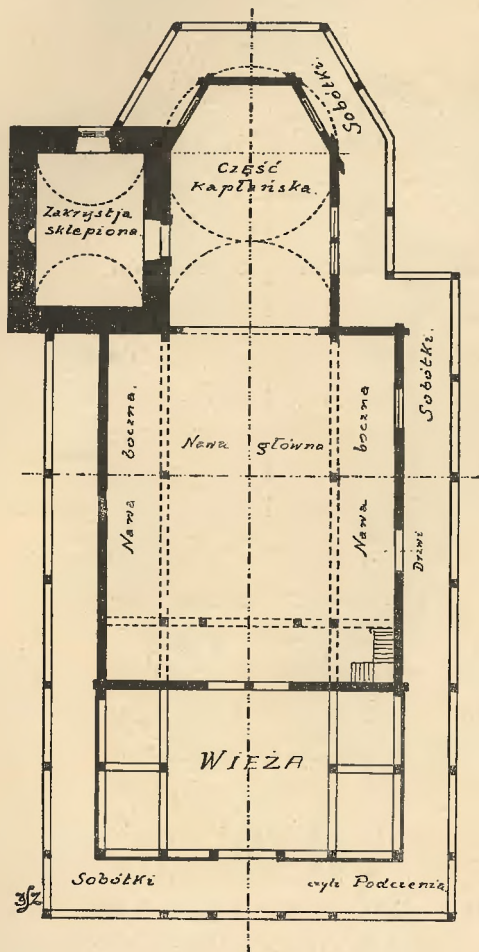 Sobótki.
CZĘŚĆ
Kapłańska.
Zakrystja
sklepiona.
Sobótki.
Nawa boczna.
Nawa główna
Nawa boczna
Drzwi
WIEŻA
Sobótki czyli Podcienia